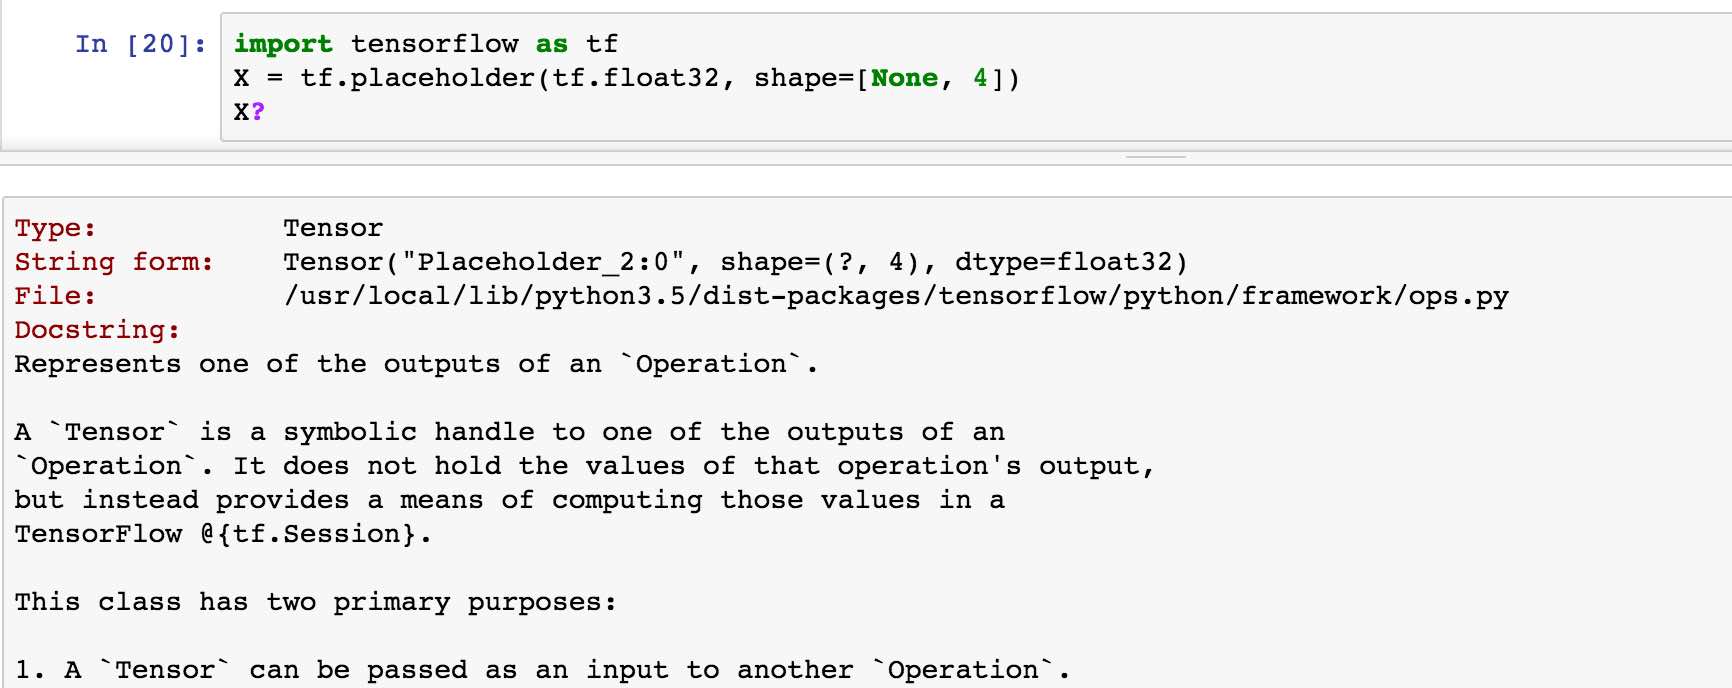 In [20]: import tensorflow as tf
X = tf.placeholder(tf.float32, shape=[None, 4])
X?
Type: Tensor
String form: Tensor("Placeholder_2:0", shape=(?, 4), dtype=float32)
File: /usr/local/lib/python3.5/dist-packages/tensorflow/python/framework/ops.py
Docstring:
Represents one of the outputs of an `Operation`.
A `Tensor` is a symbolic handle to one of the outputs of an
`Operation`. It does not hold the values of that operation's output,
but instead provides a means of computing those values in a
TensorFlow @{tf.Session}.
This class has two primary purposes:
1. A `Tensor` can be passed as an input to another `Operation`.